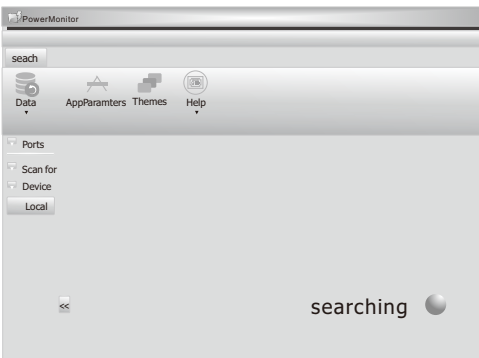 PowerMonitor
seach
Data AppParamters Themes Help
Ports
Scan for
Device
Local
<<
searching